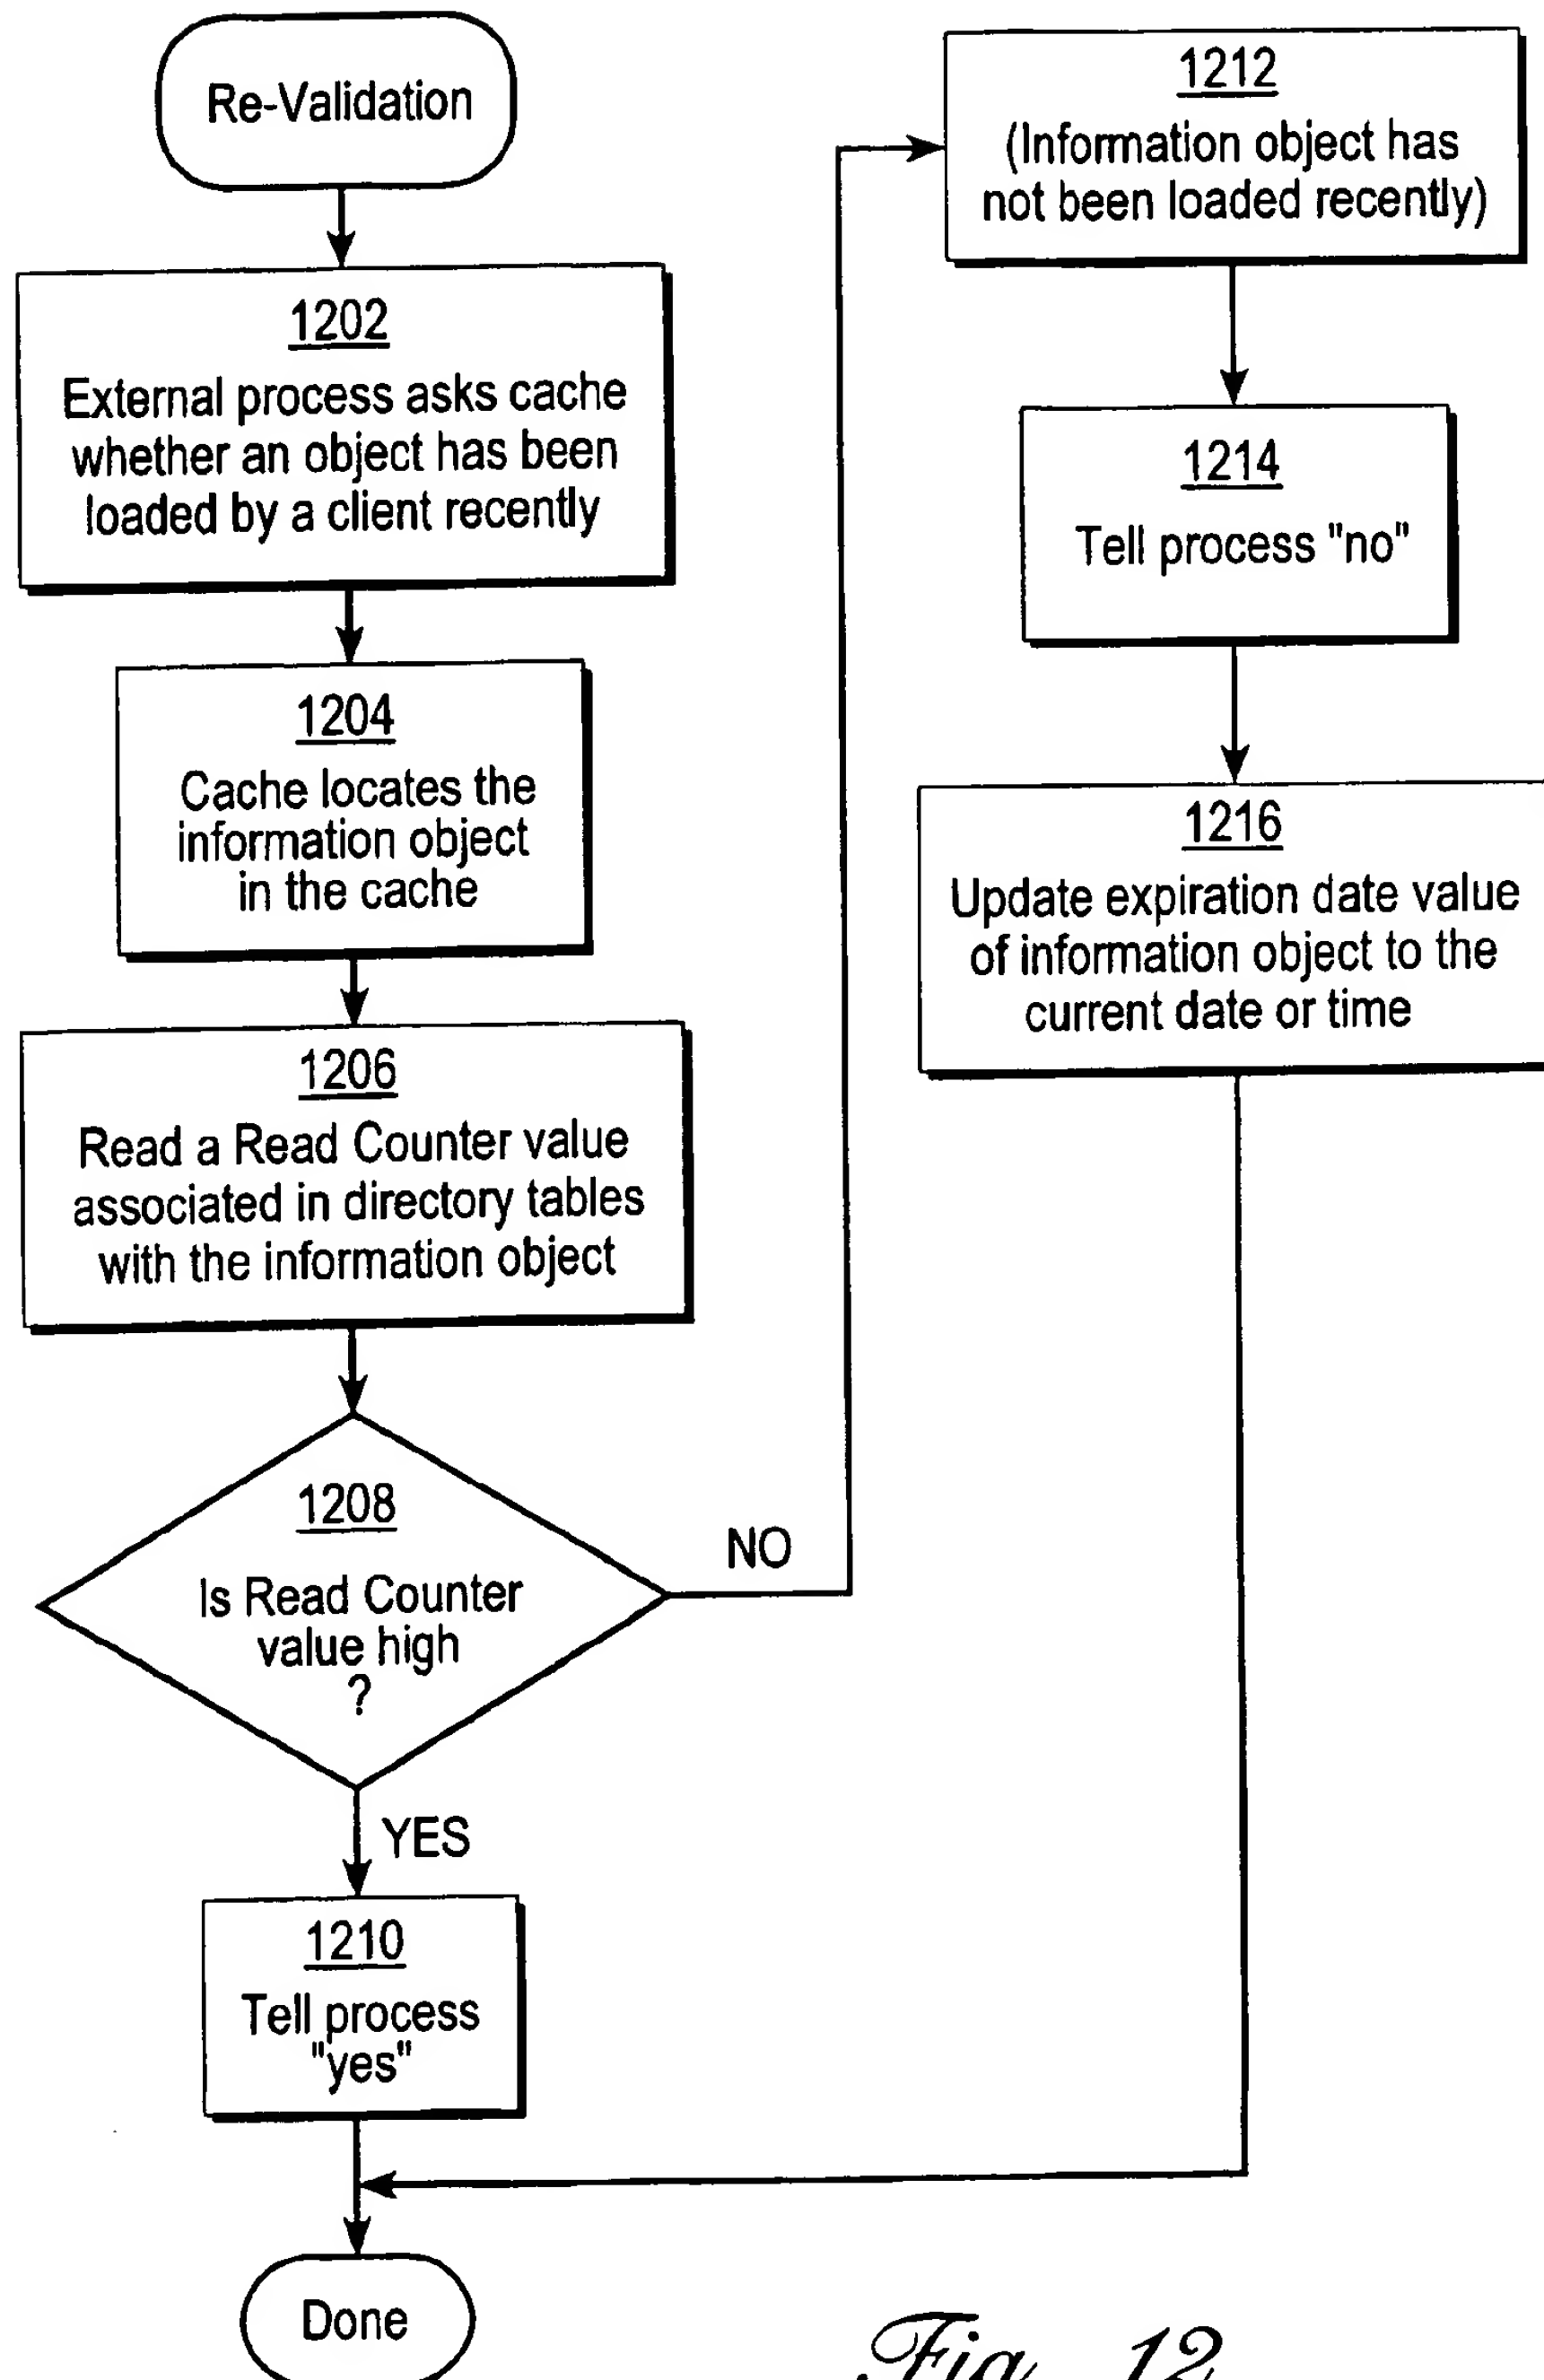 Re-Validation
1202
External process asks cache
whether an object has been
loaded by a client recently
1204
Cache locates the
information object
in the cache
1206
Read a Read Counter value
associated in directory tables
with the information object
1208
Is Read Counter
value high
?
NO
YES
1210
Tell process
"yes"
Done
1212
(Information object has
not been loaded recently)
1214
Tell process "no"
1216
Update expiration date value
of information object to the
current date or time
Fig. 12